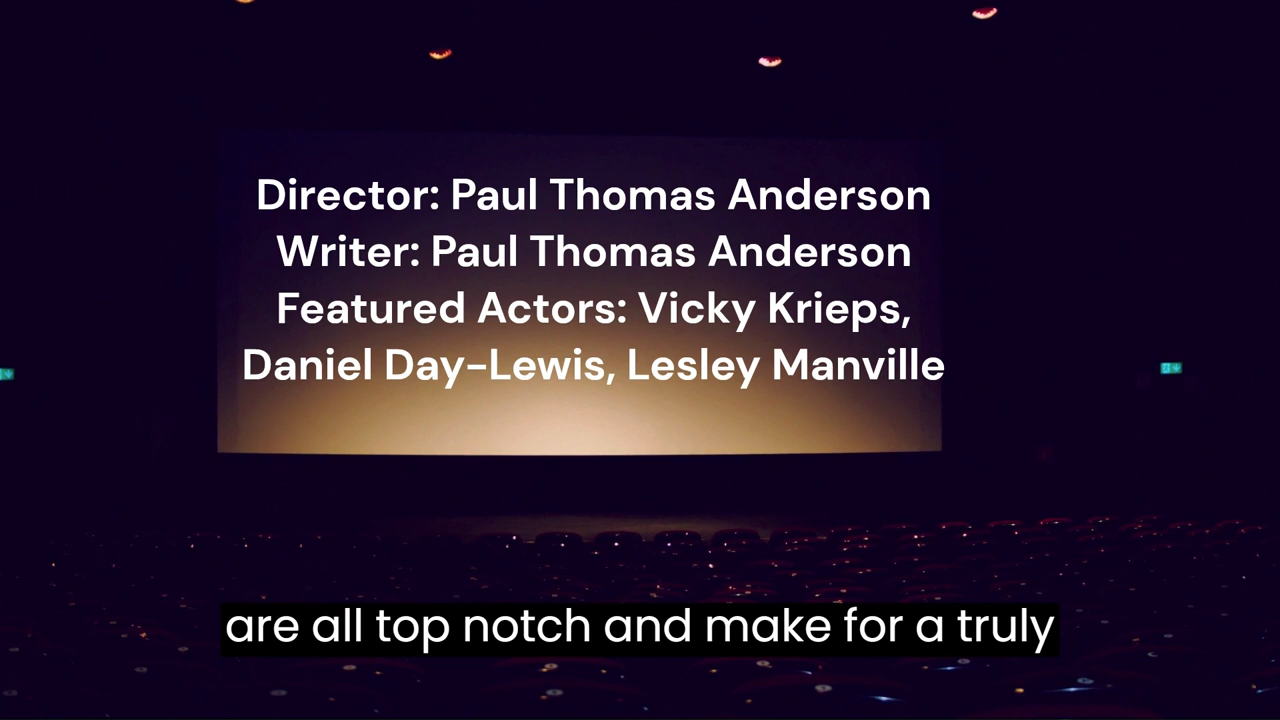 Director: Paul Thomas Anderson
Writer: Paul Thomas Anderson
Featured Actors: Vicky Krieps,
Daniel Day-Lewis, Lesley Manville
are all top notch and make for a truly